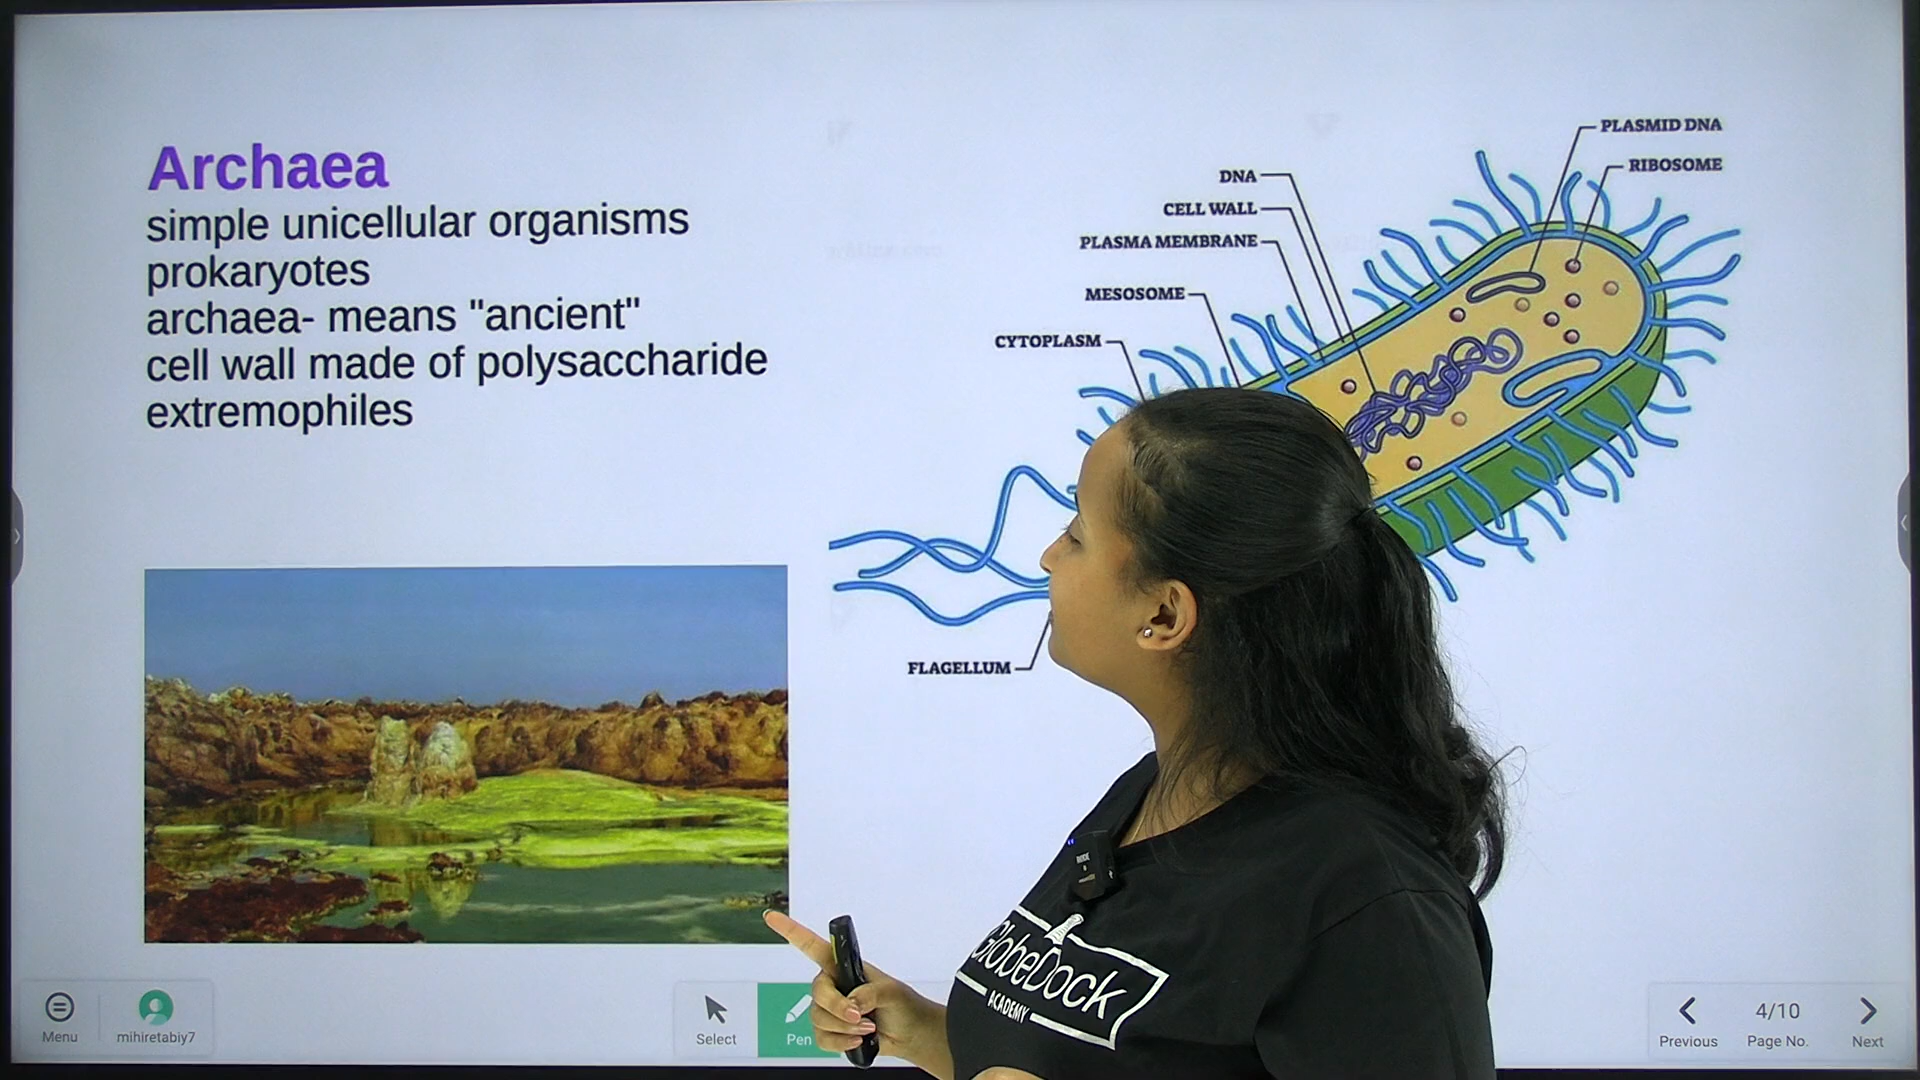 Archaea
simple unicellular organisms
prokaryotes
archaea- means "ancient"
cell wall made of polysaccharide
extremophiles
PLASMID DNA
RIBOSOME
DNA
CELL WALL
PLASMA MEMBRANE
MESOSOME
CYTOPLASM
FLAGELLUM
GlobeDock
ACADEMY
Menu
mihiretabiy7
Select
Pen
Previous
4/10
Page No.
Next